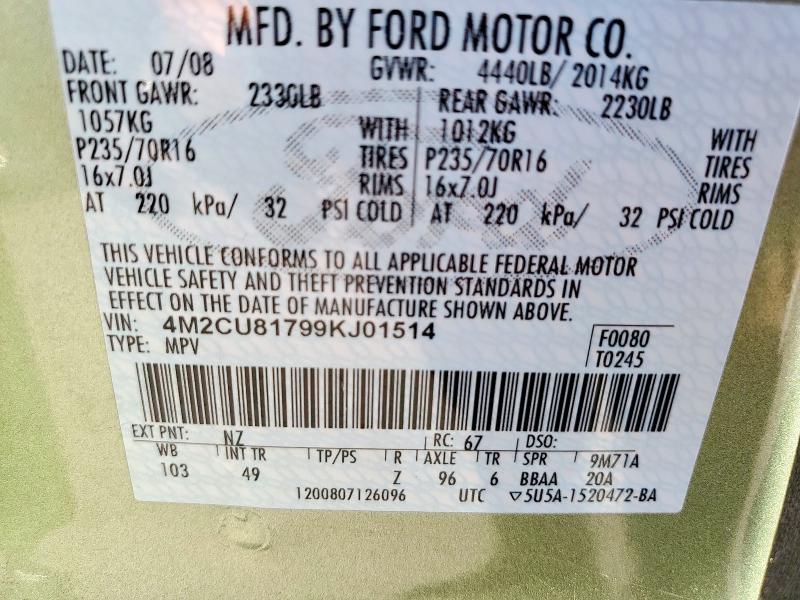 MFD. BY FORD MOTOR CO.
DATE: 07/08 GVWR: 4440LB/ 2014KG
FRONT GAWR: 2330LB REAR GAWR: 2230LB
1057KG WITH 1012KG WITH
P235/70R16 TIRES P235/70R16 TIRES
16x7.0J RIMS 16x7.0J RIMS
AT 220 kPa/ 32 PSI COLD AT 220 kPa/ 32 PSI COLD
THIS VEHICLE CONFORMS TO ALL APPLICABLE FEDERAL MOTOR
VEHICLE SAFETY AND THEFT PREVENTION STANDARDS IN
EFFECT ON THE DATE OF MANUFACTURE SHOWN ABOVE.
VIN: 4M2CU81799KJ01514 F0080
TYPE: MPV T0245
EXT PNT: NZ RC: 67 DSO:
WB INT TR TP/PS R AXLE TR SPR 9M71A
103 49 Z 96 6 BBAA 20A
1200807126096 UTC ▽5U5A-1520472-BA
Ford